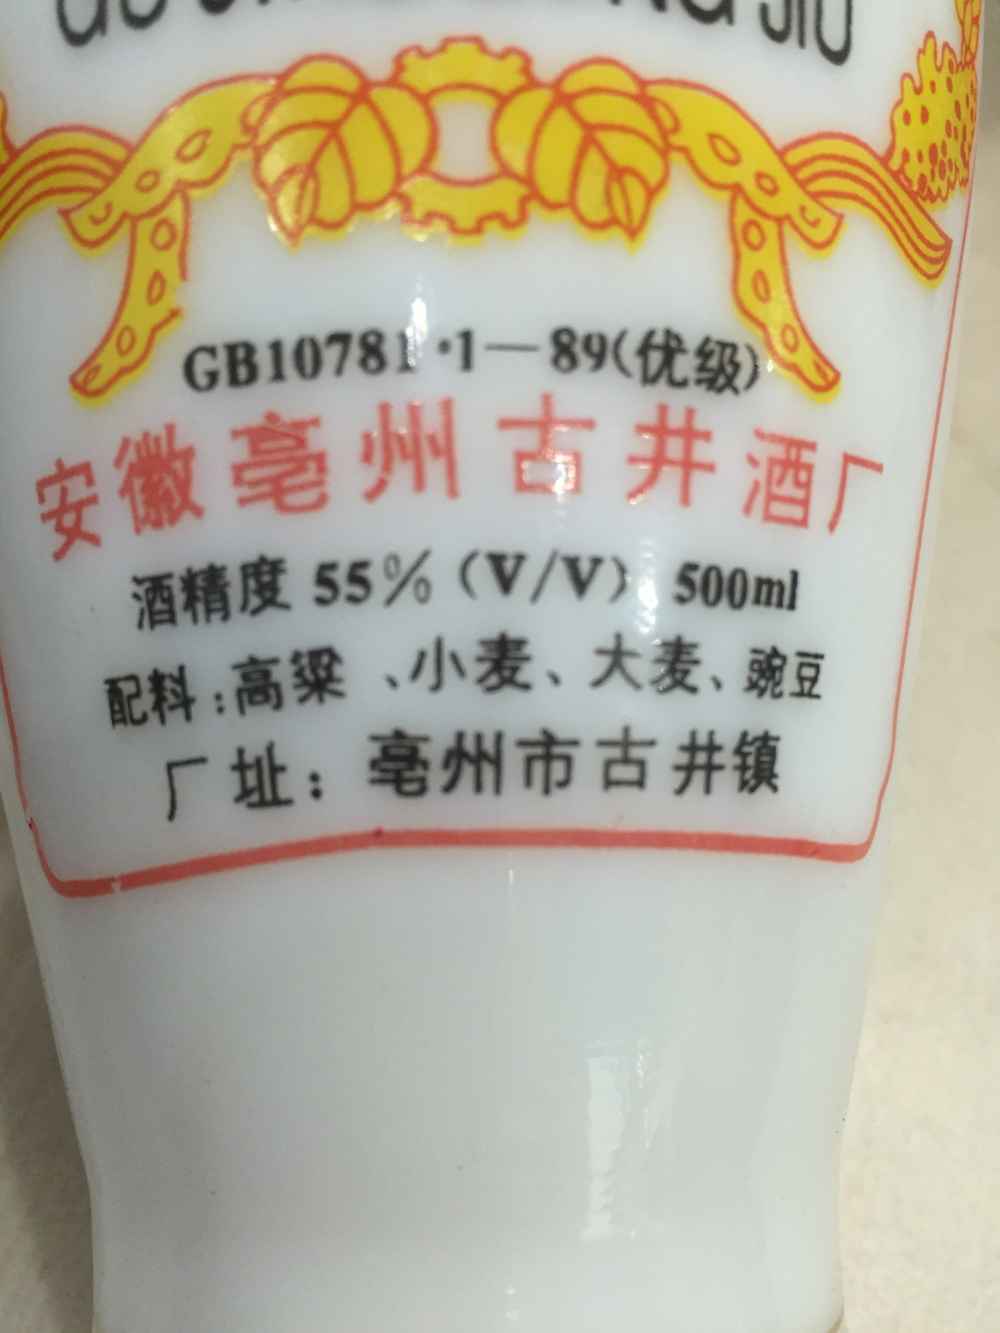 GB10781·1—89(优级)
安徽亳州古井酒厂
酒精度 55%（V/V） 500ml
配料:高粱、小麦、大麦、豌豆
厂址：亳州市古井镇